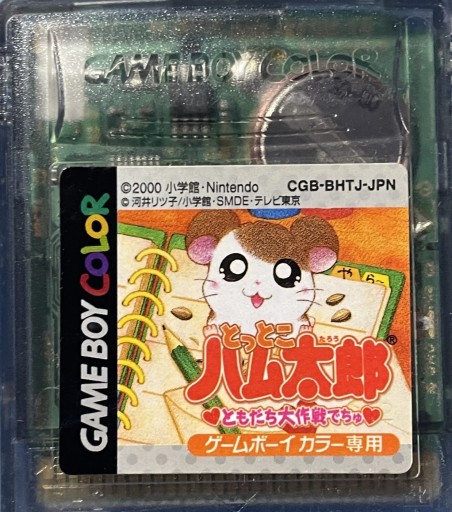 GAME BOY COLOR
©2000 小学館・Nintendo CGB-BHTJ-JPN
©河井リツ子/小学館・SMDE・テレビ東京
GAME BOY COLOR
とっとこ
ハム太郎®
たろう
ともだち大作戦でちゅ
ゲームボーイカラー専用